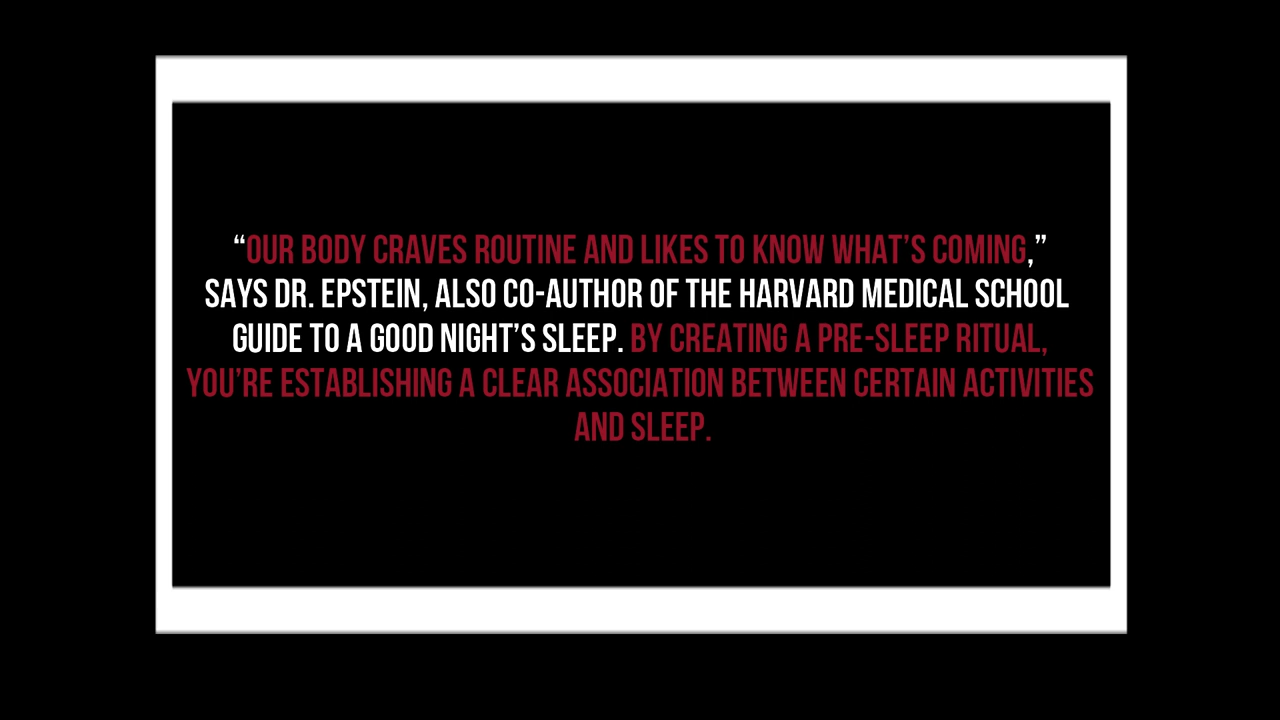 “OUR BODY CRAVES ROUTINE AND LIKES TO KNOW WHAT’S COMING,”
SAYS DR. EPSTEIN, ALSO CO-AUTHOR OF THE HARVARD MEDICAL SCHOOL
GUIDE TO A GOOD NIGHT’S SLEEP. BY CREATING A PRE-SLEEP RITUAL,
YOU’RE ESTABLISHING A CLEAR ASSOCIATION BETWEEN CERTAIN ACTIVITIES
AND SLEEP.